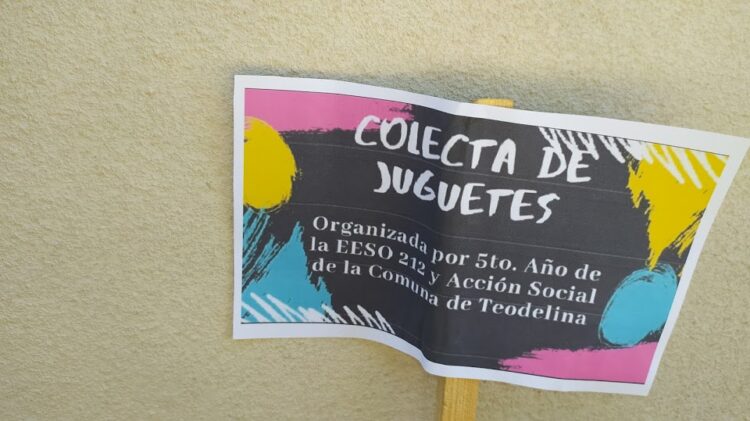 COLECTA DE
JUGUETES
Organizada por 5to. Año de
la EESO 212 y Acción Social
de la Comuna de Teodelina